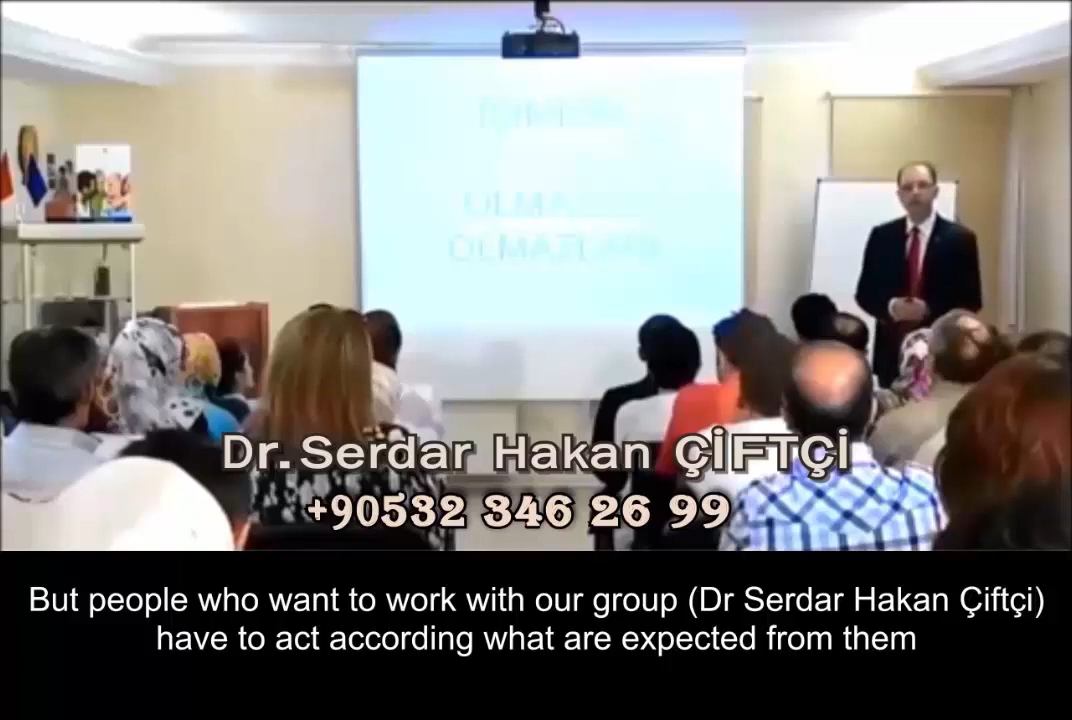 OLMAZLARI
Dr. Serdar Hakan ÇİFTÇİ
+90532 346 26 99
But people who want to work with our group (Dr Serdar Hakan Çiftçi)
have to act according what are expected from them